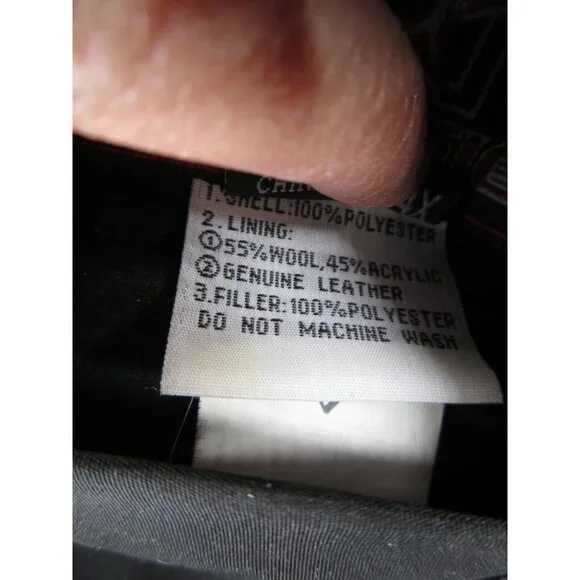 1. SHELL:100%POLYESTER
2. LINING:
①55%WOOL,45%ACRYLIC
②GENUINE LEATHER
3.FILLER:100%POLYESTER
DO NOT MACHINE WASH